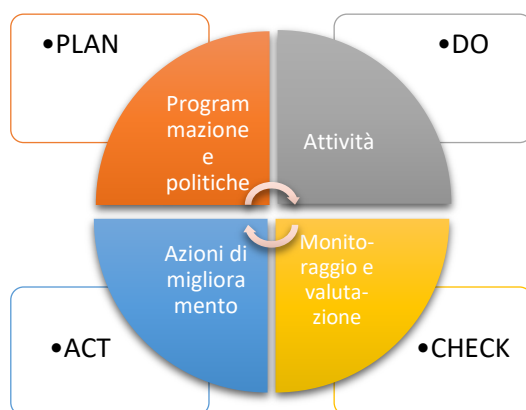 •PLAN
•DO
Program
mazione
e
politiche
Attività
Azioni di
migliora
mento
Monito-
raggio e
valuta-
zione
•ACT
•CHECK